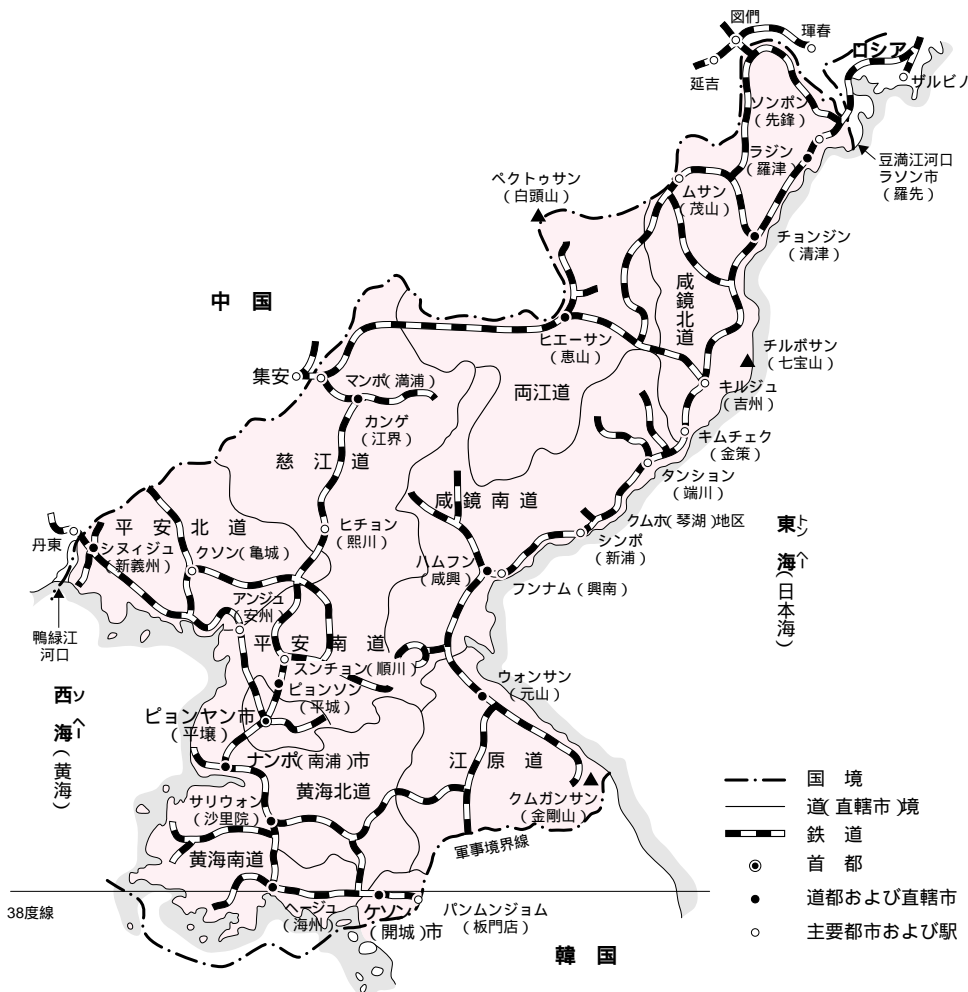 図們
琿春
ロシア
延吉
ザルビノ
ソンボン
(先鋒)
ラジン
(羅津)
豆満江河口
ラソン市
(羅先)
ペクトゥサン
(白頭山)
ムサン
(茂山)
チョンジン
(清津)
中 国
咸鏡北道
ヒエーサン
(恵山)
チルボサン
(七宝山)
集安
マンポ(満浦)
両江道
キルジュ
(吉州)
カンゲ
(江界)
キムチェク
(金策)
慈 江 道
タンション
(端川)
咸 鏡 南 道
クムホ(琴湖)地区
平 安 北 道
ヒチョン
(熙川)
シンポ
(新浦)
丹東
シヌィジュ
(新義州)
クソン(亀城)
ハムフン
(咸興)
フンナム(興南)
東トン 海ヘー(日本海)
アンジュ
(安州)
鴨緑江
河口
平 安 南 道
スンチョン(順川)
ピョンソン
(平城)
ウォンサン
(元山)
西ソ 海ヘー(黄海)
ピョンヤン市
(平壌)
ナンポ(南浦)市
江 原 道
黄海北道
サリウォン
(沙里院)
クムガンサン
(金剛山)
軍事境界線
黄海南道
38度線
ヘージュ
(海州)
ケソン
(開城)市
パンムンジョム
(板門店)
韓 国
国 境
道(直轄市)境
鉄 道
首 都
道都および直轄市
主要都市および駅